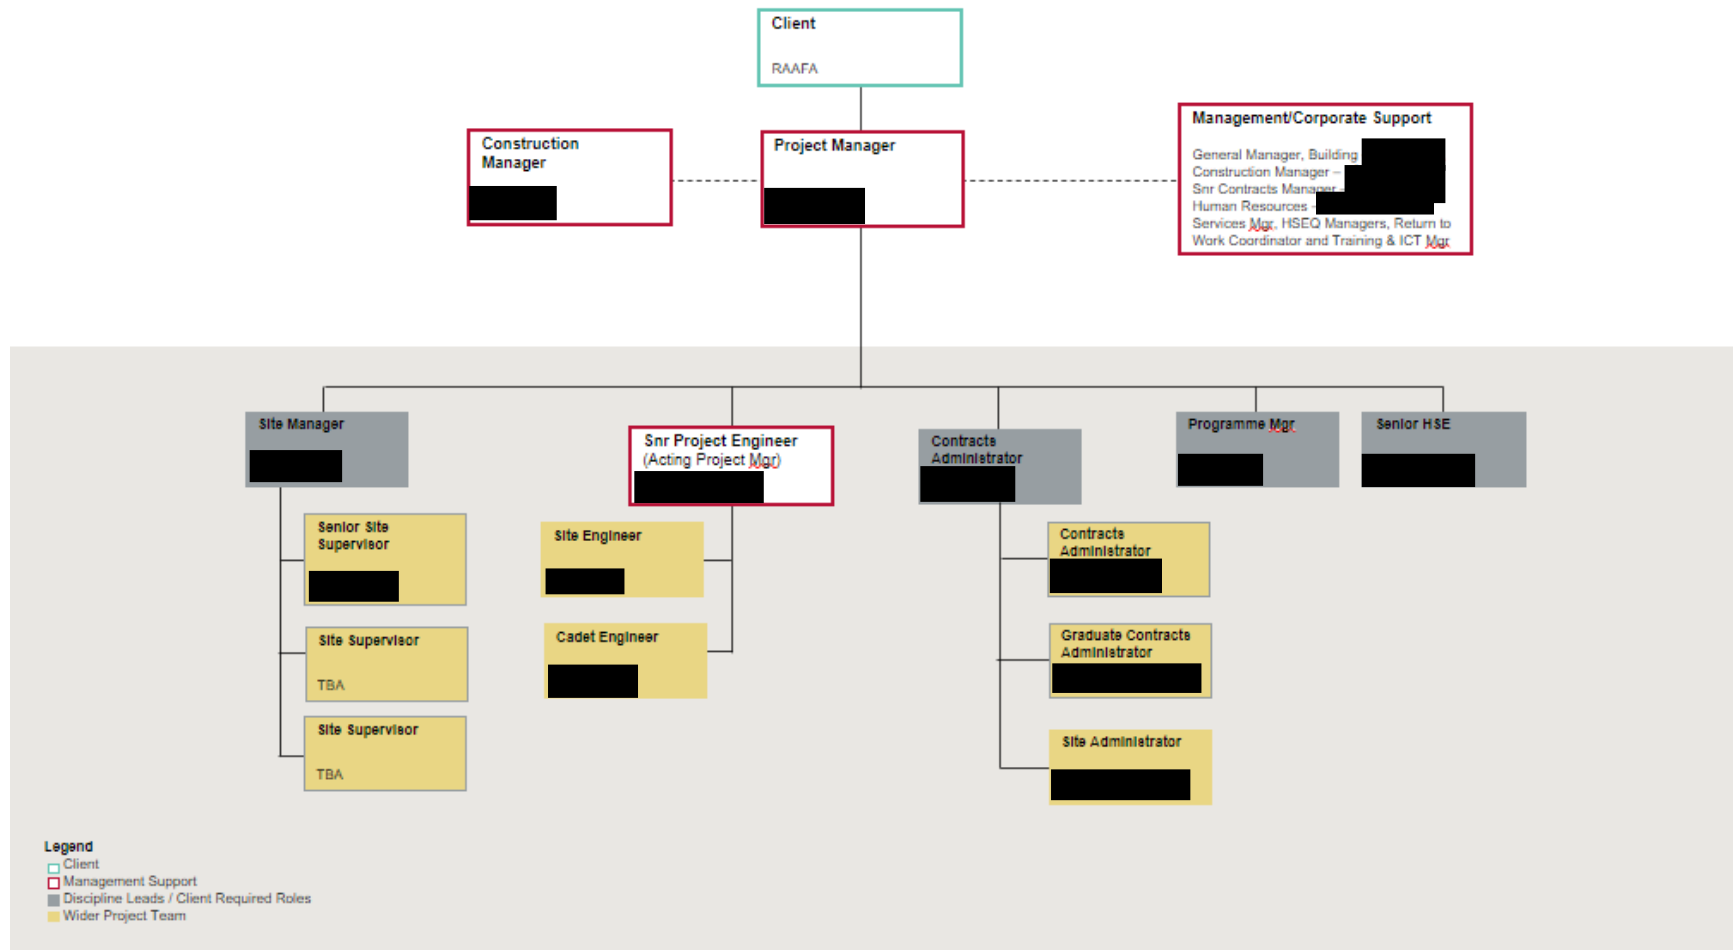 Client
RAAFA
Construction
Manager
Project Manager
Management/Corporate Support
General Manager, Building
Construction Manager –
Snr Contracts Manager -
Human Resources -
Services Mgr, HSEQ Managers, Return to
Work Coordinator and Training & ICT Mgr
Site Manager
Snr Project Engineer
(Acting Project Mgr)
Contracts
Administrator
Programme Mgr
Senior HSE
Senior Site
Supervisor
Site Supervisor
TBA
Site Supervisor
TBA
Site Engineer
Cadet Engineer
Contracts
Administrator
Graduate Contracts
Administrator
Site Administrator
Legend
Client
Management Support
Discipline Leads / Client Required Roles
Wider Project Team